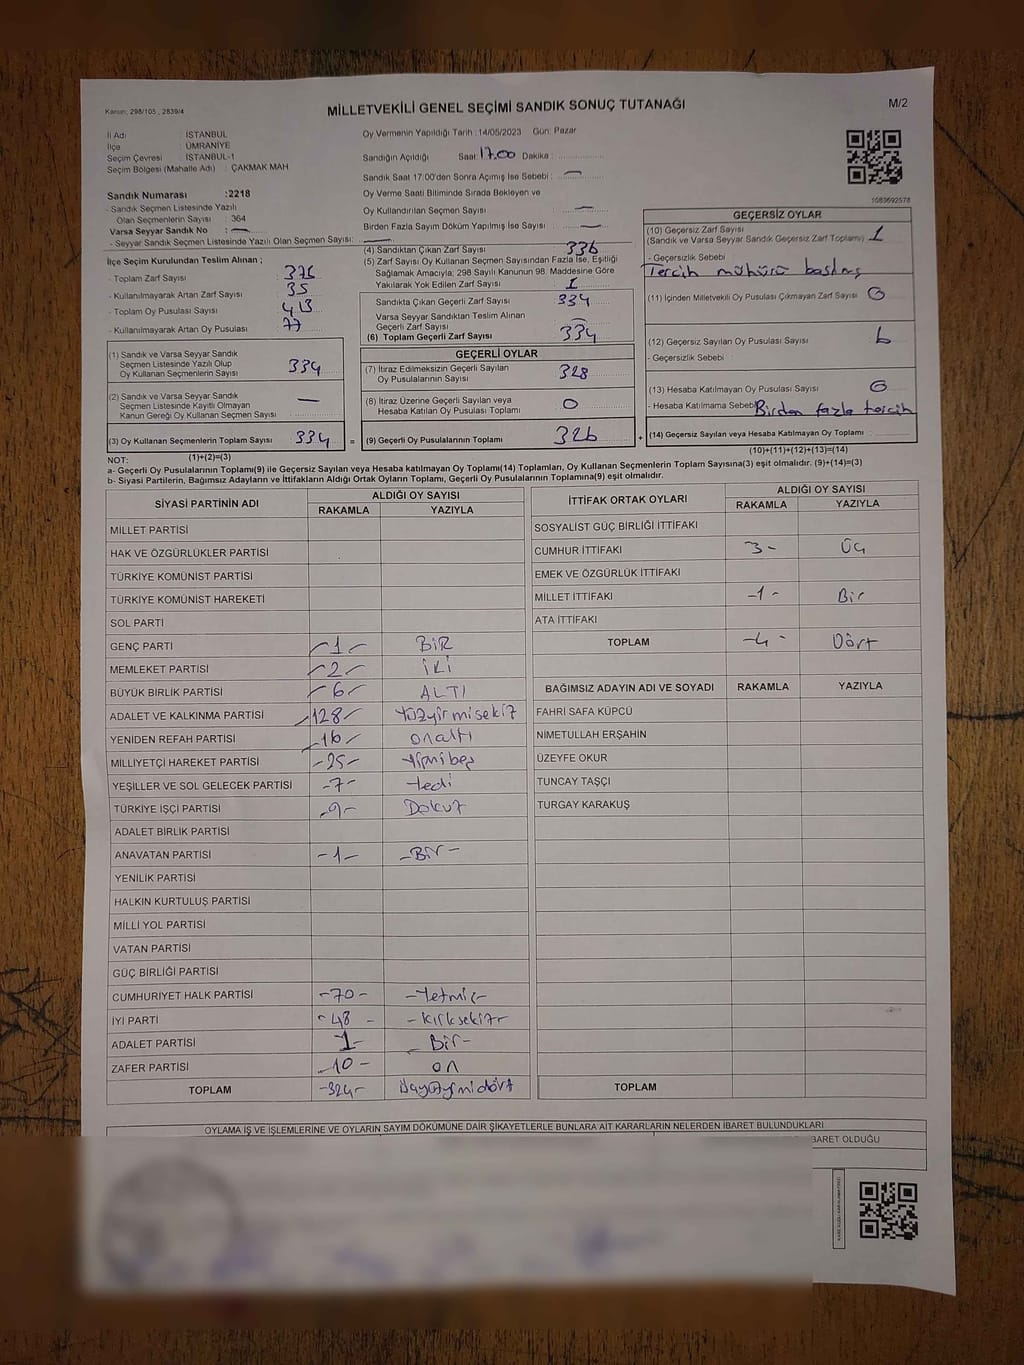 Kanun: 298/105 , 2839/4
MİLLETVEKİLİ GENEL SEÇİMİ SANDIK SONUÇ TUTANAĞI
M/2
İl Adı : İSTANBUL
İlçe : ÜMRANİYE
Seçim Çevresi : İSTANBUL-1
Seçim Bölgesi (Mahalle Adı) : ÇAKMAK MAH
Sandık Numarası :2218
- Sandık Seçmen Listesinde Yazılı
Olan Seçmenlerin Sayısı : 364
Varsa Seyyar Sandık No : —
- Seyyar Sandık Seçmen Listesinde Yazılı Olan Seçmen Sayısı: —
Oy Vermenin Yapıldığı Tarih : 14/05/2023 Gün: Pazar
Sandığın Açıldığı Saat: 17.00 Dakika : ..............
Sandık Saat 17:00'den Sonra Açımış İse Sebebi : —
Oy Verme Saati Bitiminde Sırada Bekleyen ve
Oy Kullandırılan Seçmen Sayısı —
Birden Fazla Sayım Döküm Yapılmış İse Sayısı : —
1083692578
İlçe Seçim Kurulundan Teslim Alınan ;
- Toplam Zarf Sayısı : 375
- Kullanılmayarak Artan Zarf Sayısı : 35
- Toplam Oy Pusulası Sayısı : 413
- Kullanılmayarak Artan Oy Pusulası : 77
(4) Sandıktan Çıkan Zarf Sayısı : 336
(5) Zarf Sayısı Oy Kullanan Seçmen Sayısından Fazla İse, Eşitliği
Sağlamak Amacıyla; 298 Sayılı Kanunun 98. Maddesine Göre
Yakılarak Yok Edilen Zarf Sayısı : 1
Sandıkta Çıkan Geçerli Zarf Sayısı : 334
Varsa Seyyar Sandıktan Teslim Alınan
Geçerli Zarf Sayısı : —
(6) Toplam Geçerli Zarf Sayısı : 334
GEÇERSİZ OYLAR
(10) Geçersiz Zarf Sayısı
(Sandık ve Varsa Seyyar Sandık Geçersiz Zarf Toplamı) : 1
- Geçersizlik Sebebi
Tercih mühürü basılmış
(11) İçinden Milletvekili Oy Pusulası Çıkmayan Zarf Sayısı : 0
(12) Geçersiz Sayılan Oy Pusulası Sayısı : 6
- Geçersizlik Sebebi
(13) Hesaba Katılmayan Oy Pusulası Sayısı : 0
- Hesaba Katılmama Sebebi Birden fazla tercih
(14) Geçersiz Sayılan veya Hesaba Katılmayan Oy Toplamı
(10)+(11)+(12)+(13)=(14)
(1) Sandık ve Varsa Seyyar Sandık
Seçmen Listesinde Yazılı Olup
Oy Kullanan Seçmenlerin Sayısı : 334
(2) Sandık ve Varsa Seyyar Sandık
Seçmen Listesinde Kayıtlı Olmayan
Kanun Gereği Oy Kullanan Seçmen Sayısı : —
(3) Oy Kullanan Seçmenlerin Toplam Sayısı 334 =
(1)+(2)=(3)
GEÇERLİ OYLAR
(7) İtiraz Edilmeksizin Geçerli Sayılan
Oy Pusulalarının Sayısı : 328
(8) İtiraz Üzerine Geçerli Sayılan veya
Hesaba Katılan Oy Pusulası Toplamı : 0
(9) Geçerli Oy Pusulalarının Toplamı 326 +
NOT:
a- Geçerli Oy Pusulalarının Toplamı(9) ile Geçersiz Sayılan veya Hesaba katılmayan Oy Toplamı(14) Toplamları, Oy Kullanan Seçmenlerin Toplam Sayısına(3) eşit olmalıdır. (9)+(14)=(3)
b- Siyasi Partilerin, Bağımsız Adayların ve İttifakların Aldığı Ortak Oyların Toplamı, Geçerli Oy Pusulalarının Toplamına(9) eşit olmalıdır.
SİYASİ PARTİNİN ADI ALDIĞI OY SAYISI
RAKAMLA YAZIYLA
MİLLET PARTİSİ
HAK VE ÖZGÜRLÜKLER PARTİSİ
TÜRKİYE KOMÜNİST PARTİSİ
TÜRKİYE KOMÜNİST HAREKETİ
SOL PARTİ
GENÇ PARTİ -1- BİR
MEMLEKET PARTİSİ -2- İKİ
BÜYÜK BİRLİK PARTİSİ -6- ALTI
ADALET VE KALKINMA PARTİSİ -128- Yüzyirmisekiz
YENİDEN REFAH PARTİSİ -16- onaltı
MİLLİYETÇİ HAREKET PARTİSİ -25- Yirmibeş
YEŞİLLER VE SOL GELECEK PARTİSİ -7- Yedi
TÜRKİYE İŞÇİ PARTİSİ -9- Dokuz
ADALET BİRLİK PARTİSİ
ANAVATAN PARTİSİ -1- -Bir-
YENİLİK PARTİSİ
HALKIN KURTULUŞ PARTİSİ
MİLLİ YOL PARTİSİ
VATAN PARTİSİ
GÜÇ BİRLİĞİ PARTİSİ
CUMHURİYET HALK PARTİSİ -70- -Yetmiş-
İYİ PARTİ -48- -Kırksekiz-
ADALET PARTİSİ 1- -Bir-
ZAFER PARTİSİ -10- on
TOPLAM -324- Üçyüzyirmidört
İTTİFAK ORTAK OYLARI ALDIĞI OY SAYISI
RAKAMLA YAZIYLA
SOSYALİST GÜÇ BİRLİĞİ İTTİFAKI
CUMHUR İTTİFAKI 3- Üç
EMEK VE ÖZGÜRLÜK İTTİFAKI
MİLLET İTTİFAKI -1- Bir
ATA İTTİFAKI
TOPLAM -4- Dört
BAĞIMSIZ ADAYIN ADI VE SOYADI RAKAMLA YAZIYLA
FAHRİ SAFA KÜPCÜ
NİMETULLAH ERŞAHİN
ÜZEYFE OKUR
TUNCAY TAŞÇI
TURGAY KARAKUŞ
TOPLAM
OYLAMA İŞ VE İŞLEMLERİNE VE OYLARIN SAYIM DÖKÜMÜNE DAİR ŞİKAYETLERLE BUNLARA AİT KARARLARIN NELERDEN İBARET BULUNDUKLARI
BARET OLDUĞU